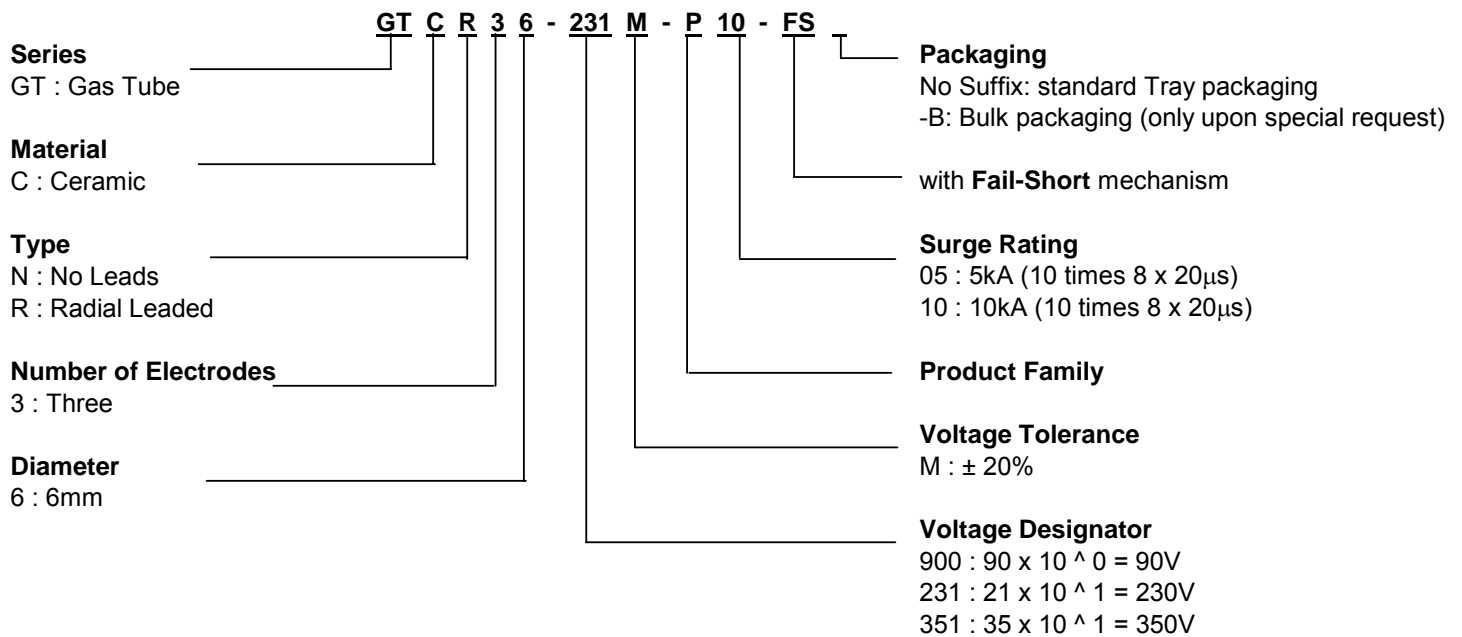 GT C R 3 6 - 231 M - P 10 - FS _
Series
GT : Gas Tube
Material
C : Ceramic
Type
N : No Leads
R : Radial Leaded
Number of Electrodes
3 : Three
Diameter
6 : 6mm
Packaging
No Suffix: standard Tray packaging
-B: Bulk packaging (only upon special request)
with Fail-Short mechanism
Surge Rating
05 : 5kA (10 times 8 x 20μs)
10 : 10kA (10 times 8 x 20μs)
Product Family
Voltage Tolerance
M : ± 20%
Voltage Designator
900 : 90 x 10 ^ 0 = 90V
231 : 21 x 10 ^ 1 = 230V
351 : 35 x 10 ^ 1 = 350V